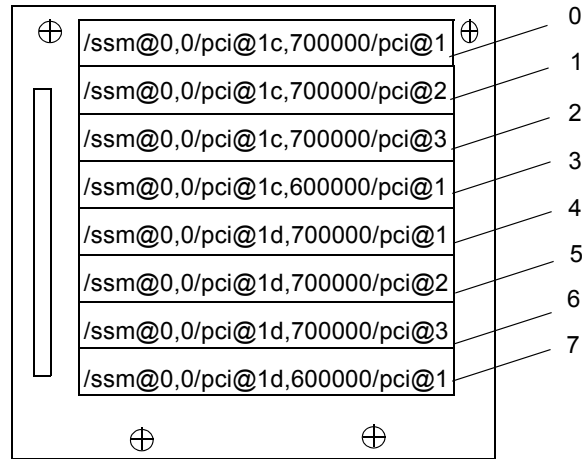 /ssm@0,0/pci@1c,700000/pci@1 0
/ssm@0,0/pci@1c,700000/pci@2 1
/ssm@0,0/pci@1c,700000/pci@3 2
/ssm@0,0/pci@1c,600000/pci@1 3
/ssm@0,0/pci@1d,700000/pci@1 4
/ssm@0,0/pci@1d,700000/pci@2 5
/ssm@0,0/pci@1d,700000/pci@3 6
/ssm@0,0/pci@1d,600000/pci@1 7